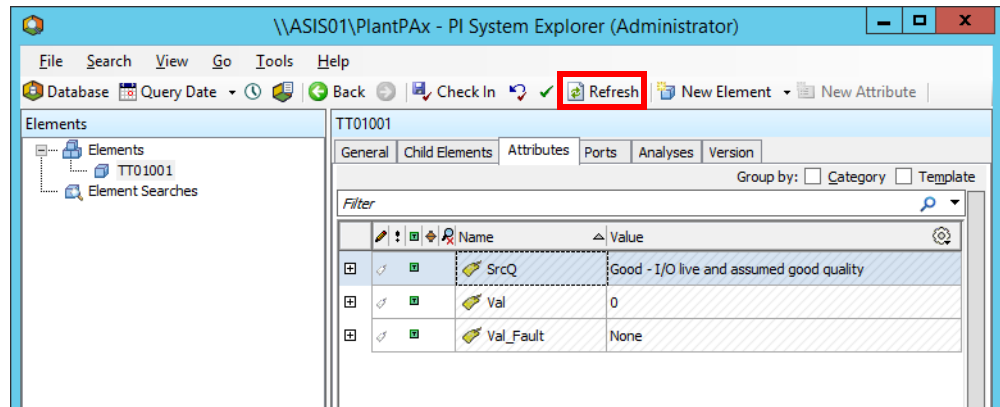 \\ASIS01\PlantPAx - PI System Explorer (Administrator)
File Search View Go Tools Help
Database Query Date Back Check In Refresh New Element New Attribute
Elements
TT01001
Elements
TT01001
Element Searches
General Child Elements Attributes Ports Analyses Version
Group by: Category Template
Filter
Name Value
SrcQ Good - I/O live and assumed good quality
Val 0
Val_Fault None